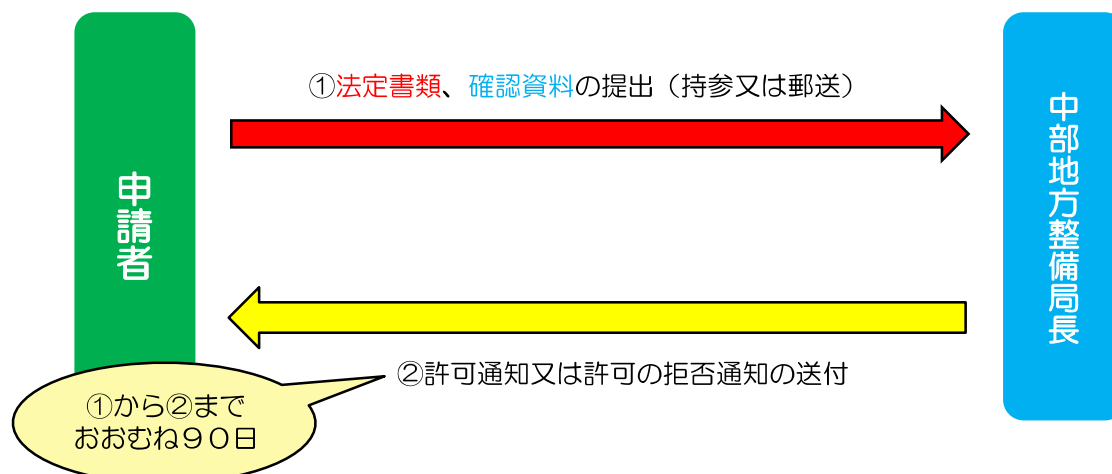 ①法定書類、確認資料の提出（持参又は郵送）
申請者
中部地方整備局長
②許可通知又は許可の拒否通知の送付
①から②まで
おおむね９０日